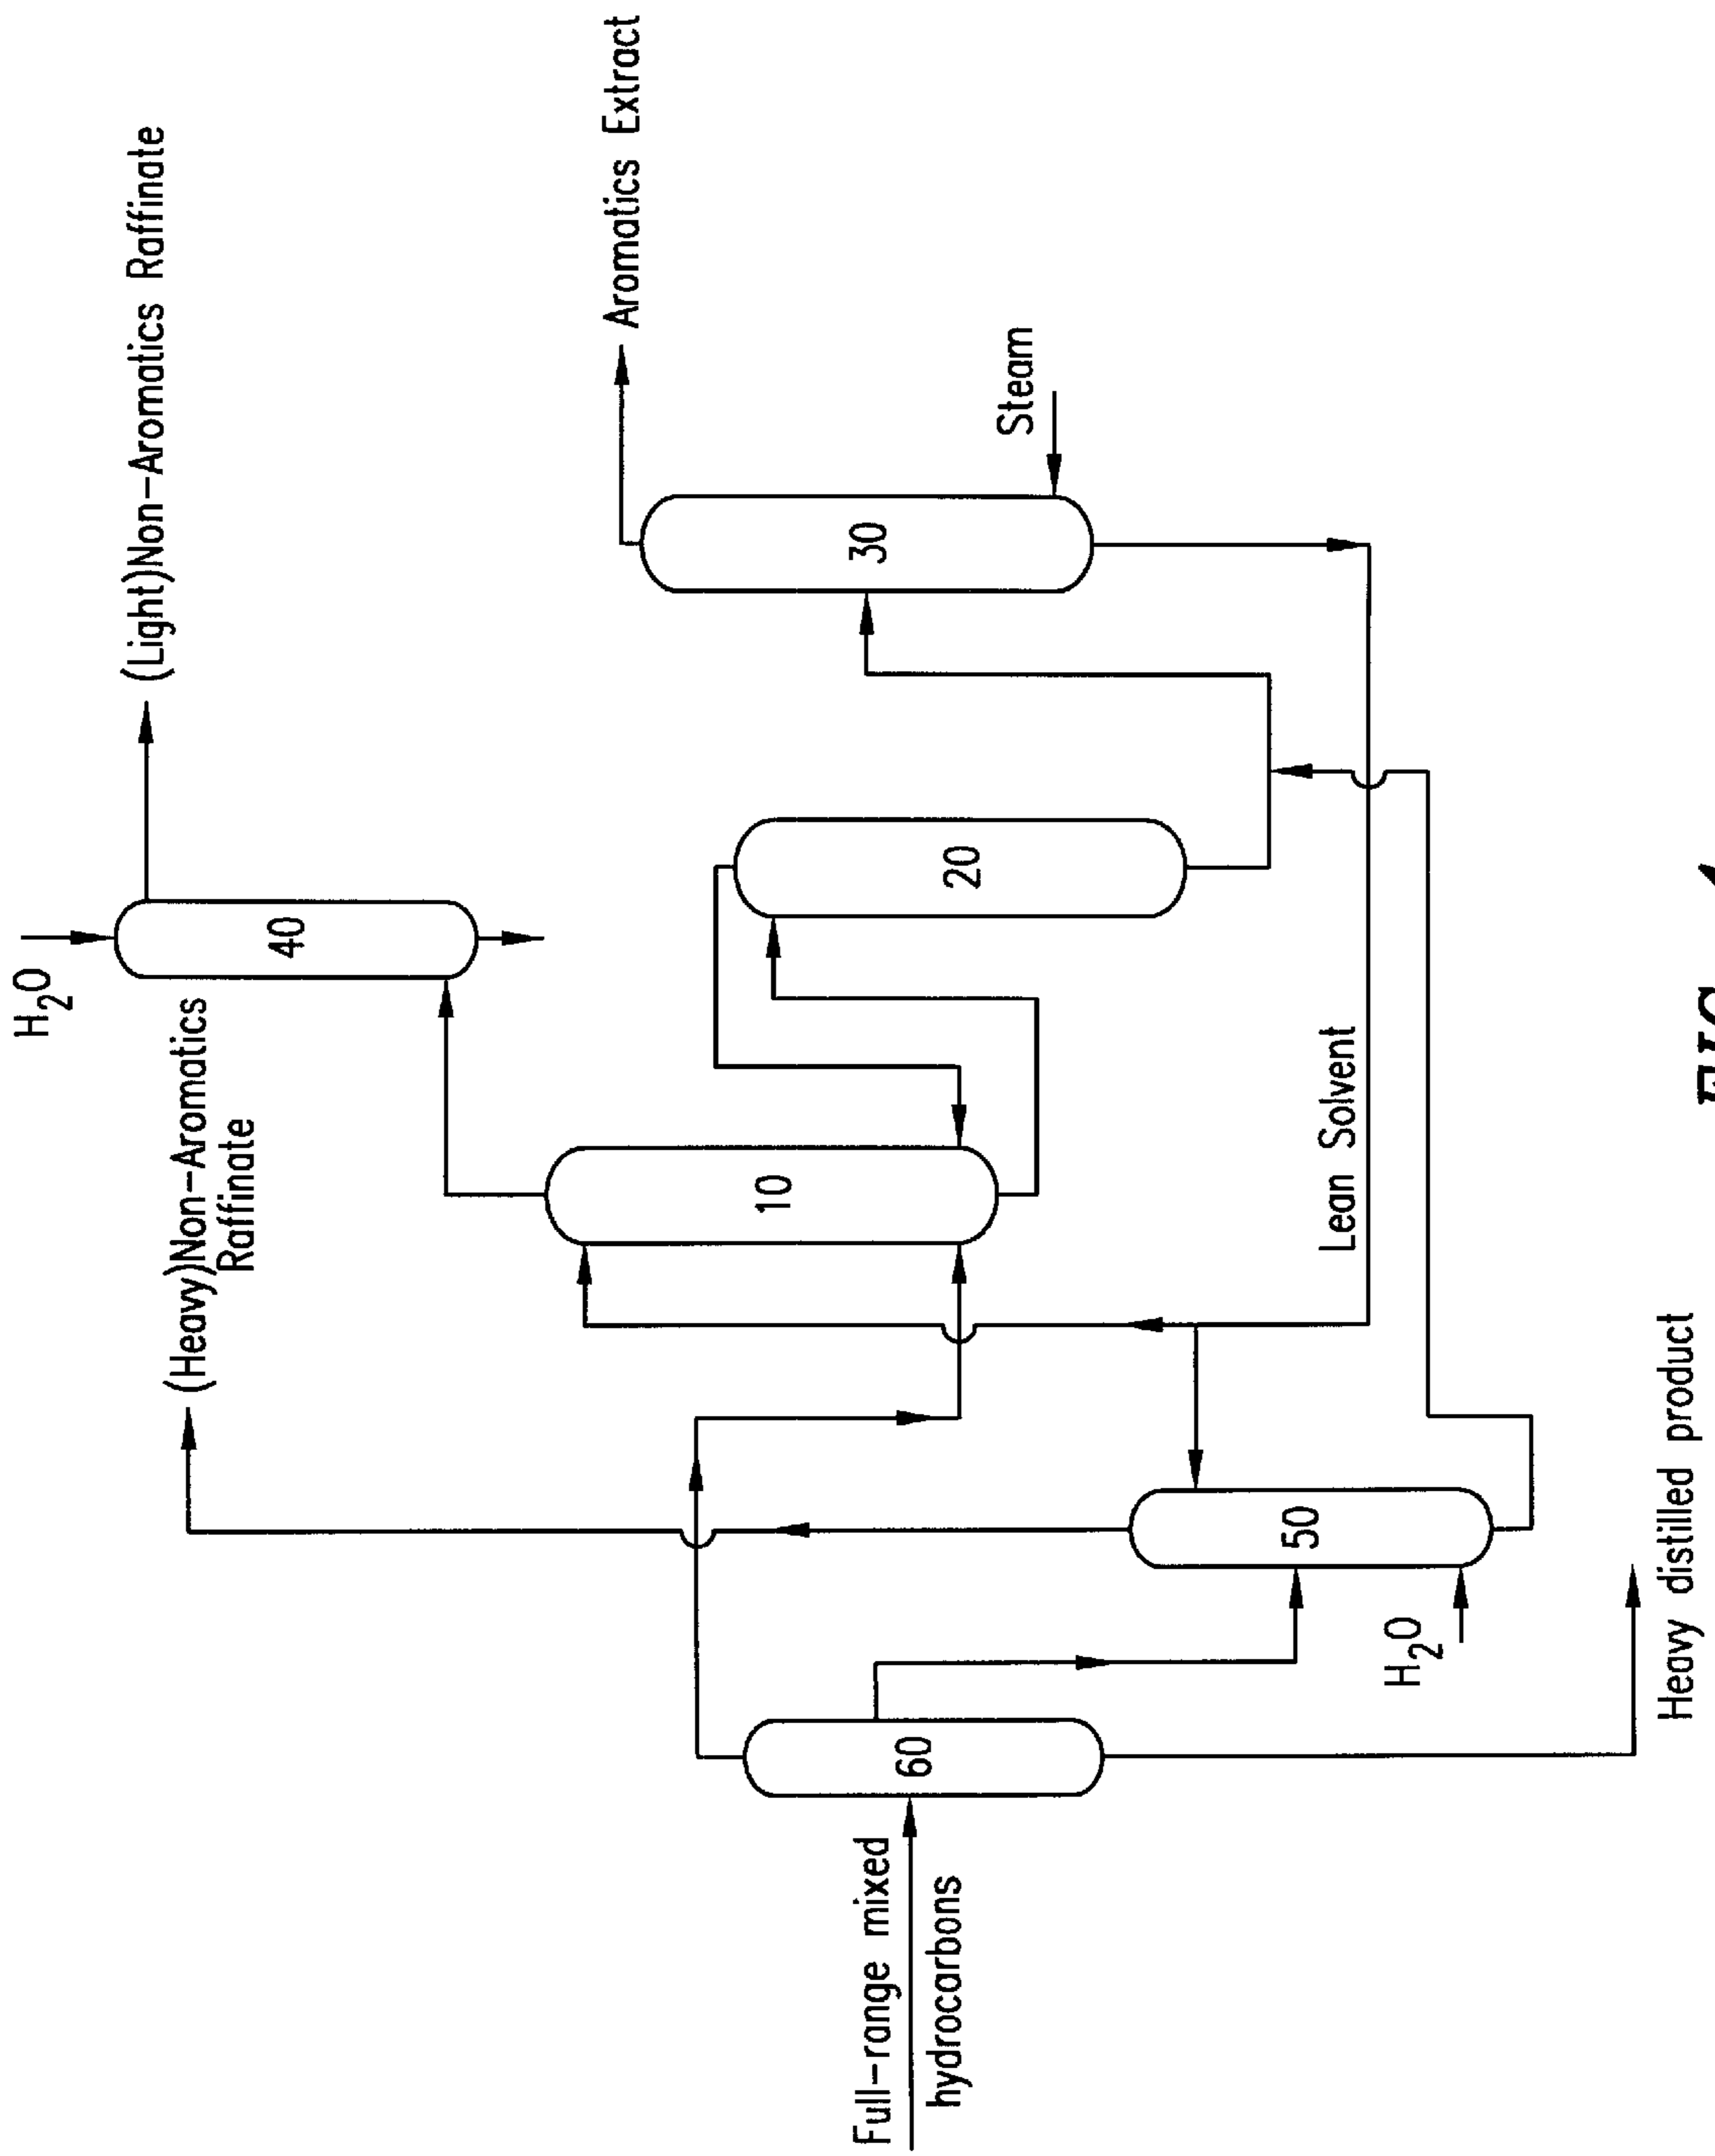 H2O
(Light)Non-Aromatics Raffinate
40
(Heavy)Non-Aromatics
Raffinate
Aromatics Extract
10
20
30
Steam
Full-range mixed
hydrocarbons
60
50
H2O
Lean Solvent
Heavy distilled product